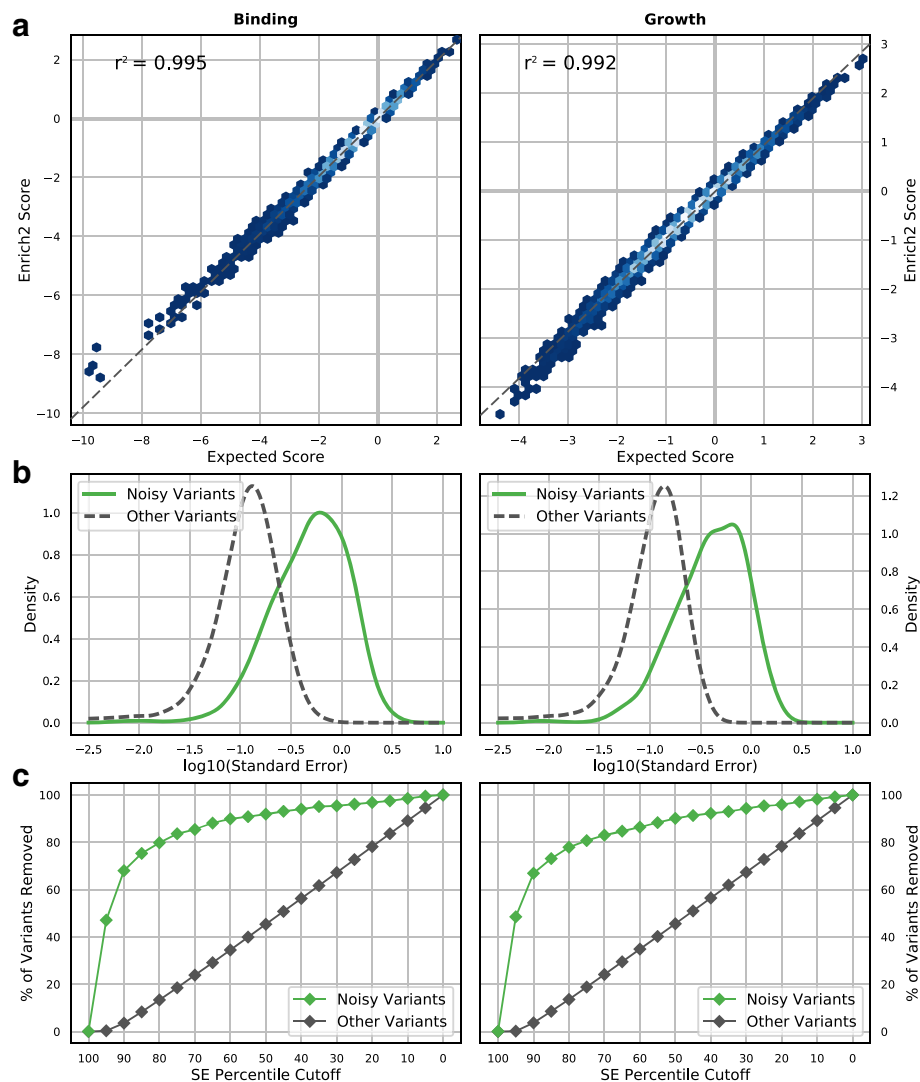 a
Binding
Growth
r² = 0.995
r² = 0.992
Enrich2 Score
2
0
−2
−4
−6
−8
−10
−10 −8 −6 −4 −2 0 2
Expected Score
3
2
1
0
−1
−2
−3
−4
Enrich2 Score
−4 −3 −2 −1 0 1 2 3
Expected Score
b
Noisy Variants
Other Variants
Density
1.0
0.8
0.6
0.4
0.2
0.0
−2.5 −2.0 −1.5 −1.0 −0.5 0.0 0.5 1.0
log10(Standard Error)
Noisy Variants
Other Variants
1.2
1.0
0.8
0.6
0.4
0.2
0.0
Density
−2.5 −2.0 −1.5 −1.0 −0.5 0.0 0.5 1.0
log10(Standard Error)
c
% of Variants Removed
100
80
60
40
20
0
Noisy Variants
Other Variants
100 90 80 70 60 50 40 30 20 10 0
SE Percentile Cutoff
100
80
60
40
20
0
% of Variants Removed
Noisy Variants
Other Variants
100 90 80 70 60 50 40 30 20 10 0
SE Percentile Cutoff